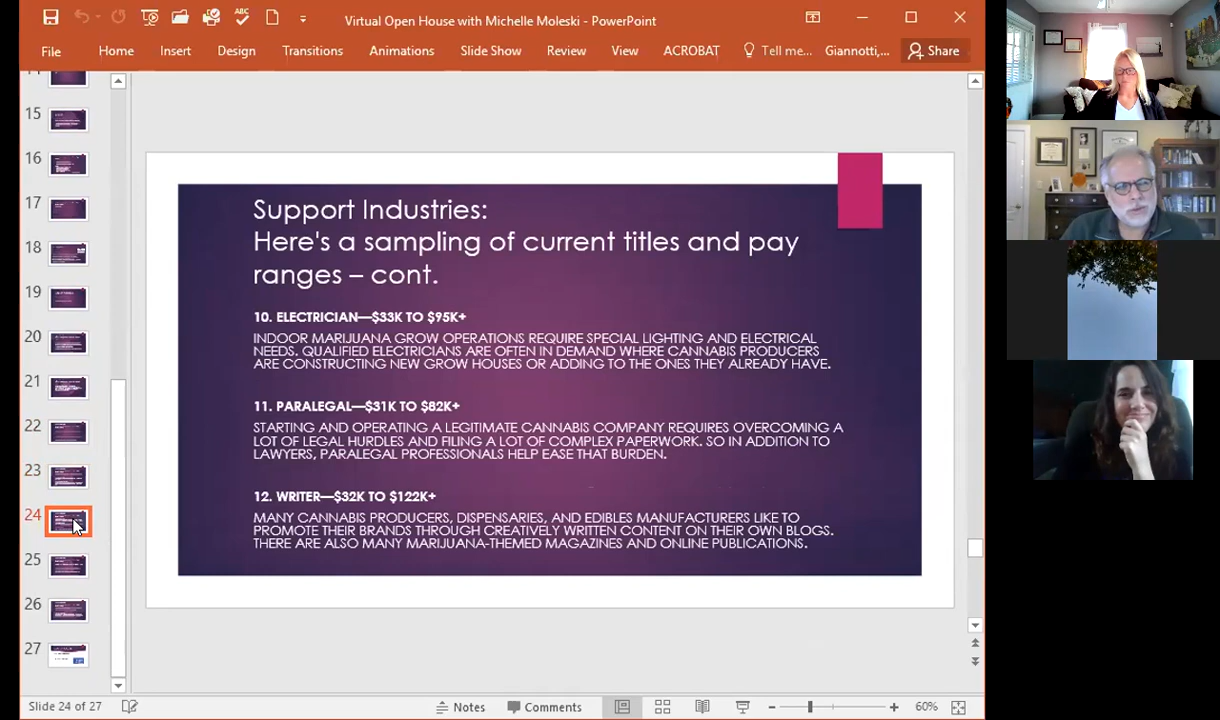 Virtual Open House with Michelle Moleski - PowerPoint
ABC
File
Home
Insert
Design
Transitions
Animations
Slide Show
Review
View
ACROBAT
Tell me...
Giannotti,...
Share
15
16
17
18
19
20
21
22
23
24
25
26
27
Support Industries:
Here's a sampling of current titles and pay
ranges – cont.
10. ELECTRICIAN—$33K TO $95K+
INDOOR MARIJUANA GROW OPERATIONS REQUIRE SPECIAL LIGHTING AND ELECTRICAL
NEEDS. QUALIFIED ELECTRICIANS ARE OFTEN IN DEMAND WHERE CANNABIS PRODUCERS
ARE CONSTRUCTING NEW GROW HOUSES OR ADDING TO THE ONES THEY ALREADY HAVE.
11. PARALEGAL—$31K TO $82K+
STARTING AND OPERATING A LEGITIMATE CANNABIS COMPANY REQUIRES OVERCOMING A
LOT OF LEGAL HURDLES AND FILING A LOT OF COMPLEX PAPERWORK. SO IN ADDITION TO
LAWYERS, PARALEGAL PROFESSIONALS HELP EASE THAT BURDEN.
12. WRITER—$32K TO $122K+
MANY CANNABIS PRODUCERS, DISPENSARIES, AND EDIBLES MANUFACTURERS LIKE TO
PROMOTE THEIR BRANDS THROUGH CREATIVELY WRITTEN CONTENT ON THEIR OWN BLOGS.
THERE ARE ALSO MANY MARIJUANA-THEMED MAGAZINES AND ONLINE PUBLICATIONS.
Slide 24 of 27
Notes
Comments
60%